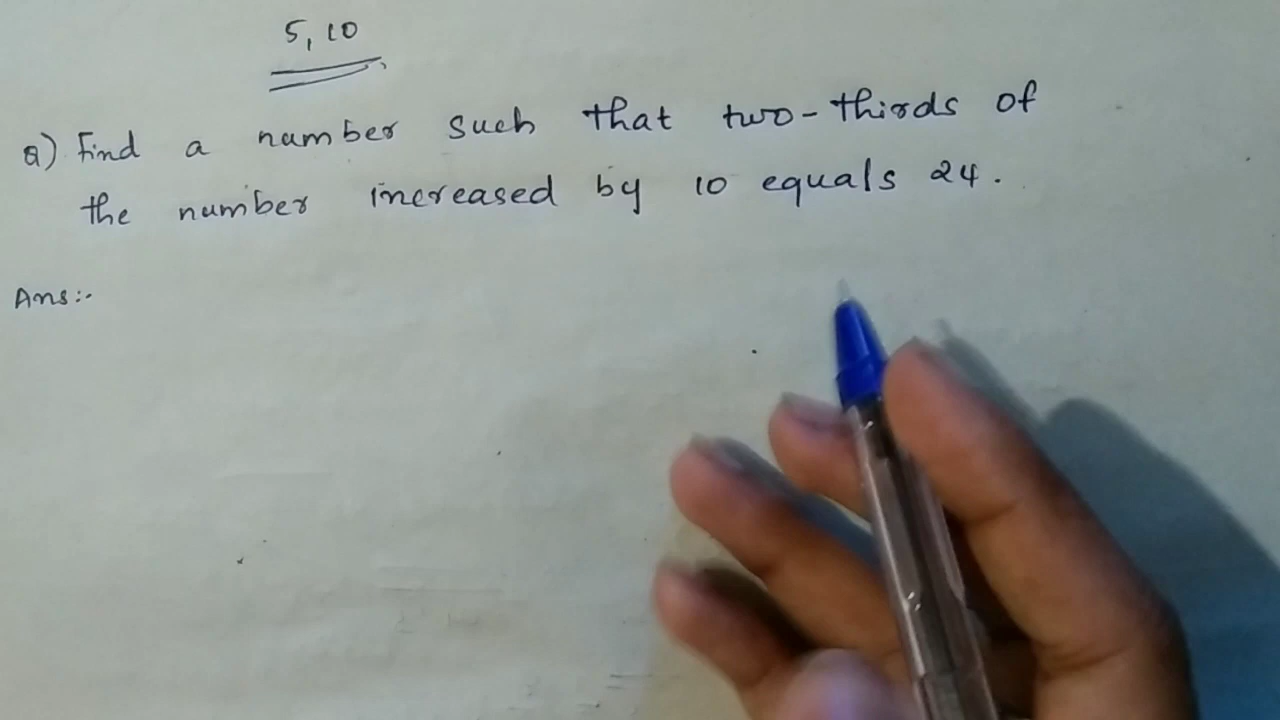 5, 10
Q) Find a number such that two-thirds of
the number increased by 10 equals 24.
Ans:-